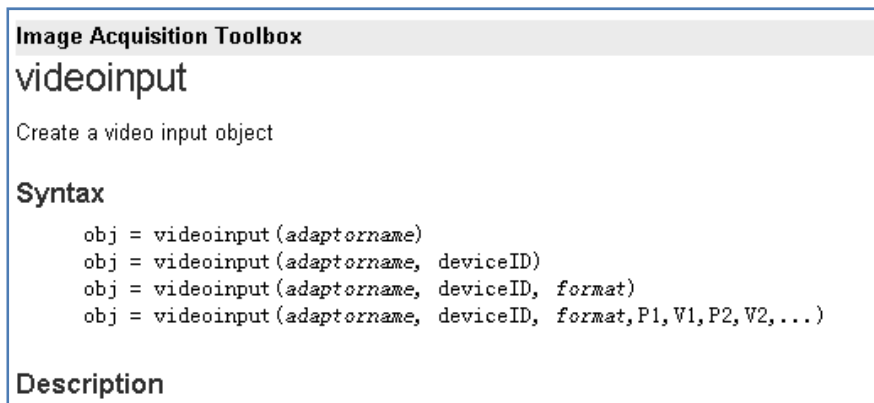 Image Acquisition Toolbox
videoinput
Create a video input object
Syntax
obj = videoinput(adaptorname)
obj = videoinput(adaptorname, deviceID)
obj = videoinput(adaptorname, deviceID, format)
obj = videoinput(adaptorname, deviceID, format,P1,V1,P2,V2,...)
Description